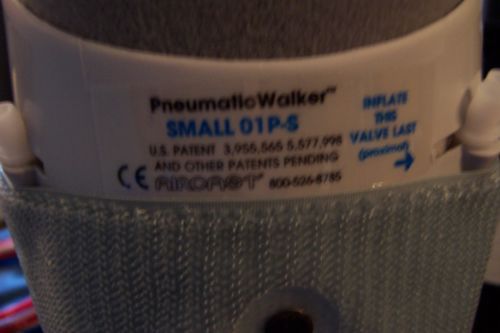 PneumaticWalker™
SMALL 01P-S
U.S. PATENT 3,955,565 5,577,998
AND OTHER PATENTS PENDING
CE AIRCAST® 800-526-8785
INFLATE
THIS
VALVE LAST
(proximal)
→